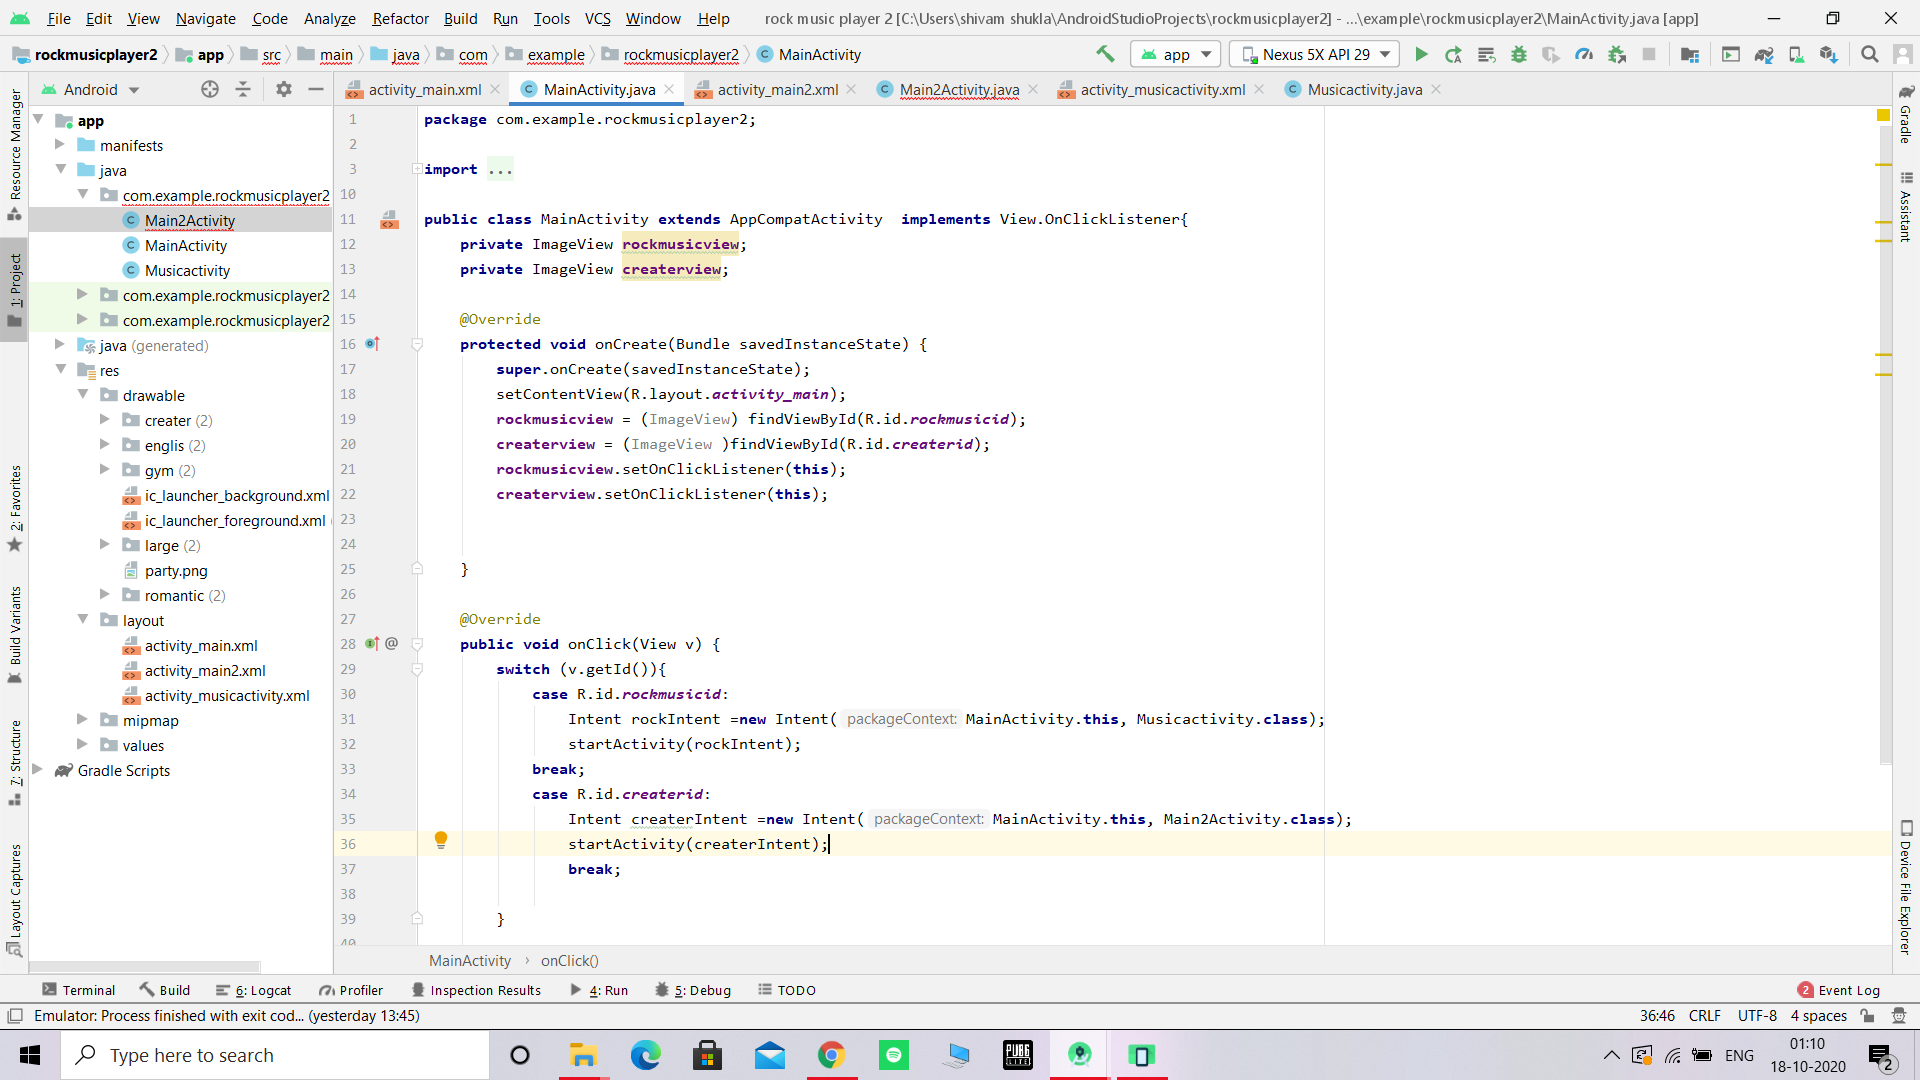 File Edit View Navigate Code Analyze Refactor Build Run Tools VCS Window Help rock music player 2 [C:\Users\shivam shukla\AndroidStudioProjects\rockmusicplayer2] - ...\example\rockmusicplayer2\MainActivity.java [app]
rockmusicplayer2 app src main java com example rockmusicplayer2 MainActivity app Nexus 5X API 29
Android
activity_main.xml MainActivity.java activity_main2.xml Main2Activity.java activity_musicactivity.xml Musicactivity.java
Resource Manager
1: Project
2: Favorites
Build Variants
7: Structure
Layout Captures
app
manifests
java
com.example.rockmusicplayer2
Main2Activity
MainActivity
Musicactivity
com.example.rockmusicplayer2
com.example.rockmusicplayer2
java (generated)
res
drawable
creater (2)
englis (2)
gym (2)
ic_launcher_background.xml
ic_launcher_foreground.xml
large (2)
party.png
romantic (2)
layout
activity_main.xml
activity_main2.xml
activity_musicactivity.xml
mipmap
values
Gradle Scripts
1 package com.example.rockmusicplayer2;
2
3 import ...
10
11 public class MainActivity extends AppCompatActivity implements View.OnClickListener{
12 private ImageView rockmusicview;
13 private ImageView createrview;
14
15 @Override
16 protected void onCreate(Bundle savedInstanceState) {
17 super.onCreate(savedInstanceState);
18 setContentView(R.layout.activity_main);
19 rockmusicview = (ImageView) findViewById(R.id.rockmusicid);
20 createrview = (ImageView )findViewById(R.id.createrid);
21 rockmusicview.setOnClickListener(this);
22 createrview.setOnClickListener(this);
23
24
25 }
26
27 @Override
28 @ public void onClick(View v) {
29 switch (v.getId()){
30 case R.id.rockmusicid:
31 Intent rockIntent =new Intent( packageContext: MainActivity.this, Musicactivity.class);
32 startActivity(rockIntent);
33 break;
34 case R.id.createrid:
35 Intent createrIntent =new Intent( packageContext: MainActivity.this, Main2Activity.class);
36 startActivity(createrIntent);
37 break;
38
39 }
40
Gradle
Assistant
Device File Explorer
MainActivity onClick()
Terminal Build 6: Logcat Profiler Inspection Results 4: Run 5: Debug TODO 2 Event Log
Emulator: Process finished with exit cod... (yesterday 13:45) 36:46 CRLF UTF-8 4 spaces
Type here to search
PUBG LITE
ENG
01:10
18-10-2020
2